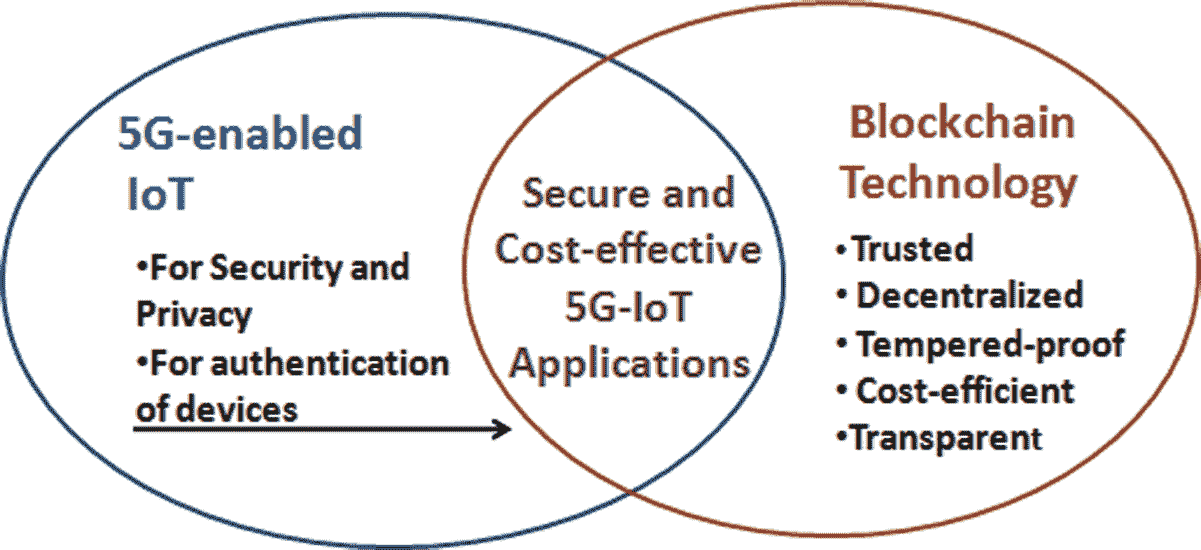 5G-enabled
IoT
•For Security and
Privacy
•For authentication
of devices
Secure and
Cost-effective
5G-IoT
Applications
Blockchain
Technology
•Trusted
• Decentralized
• Tempered-proof
• Cost-efficient
•Transparent